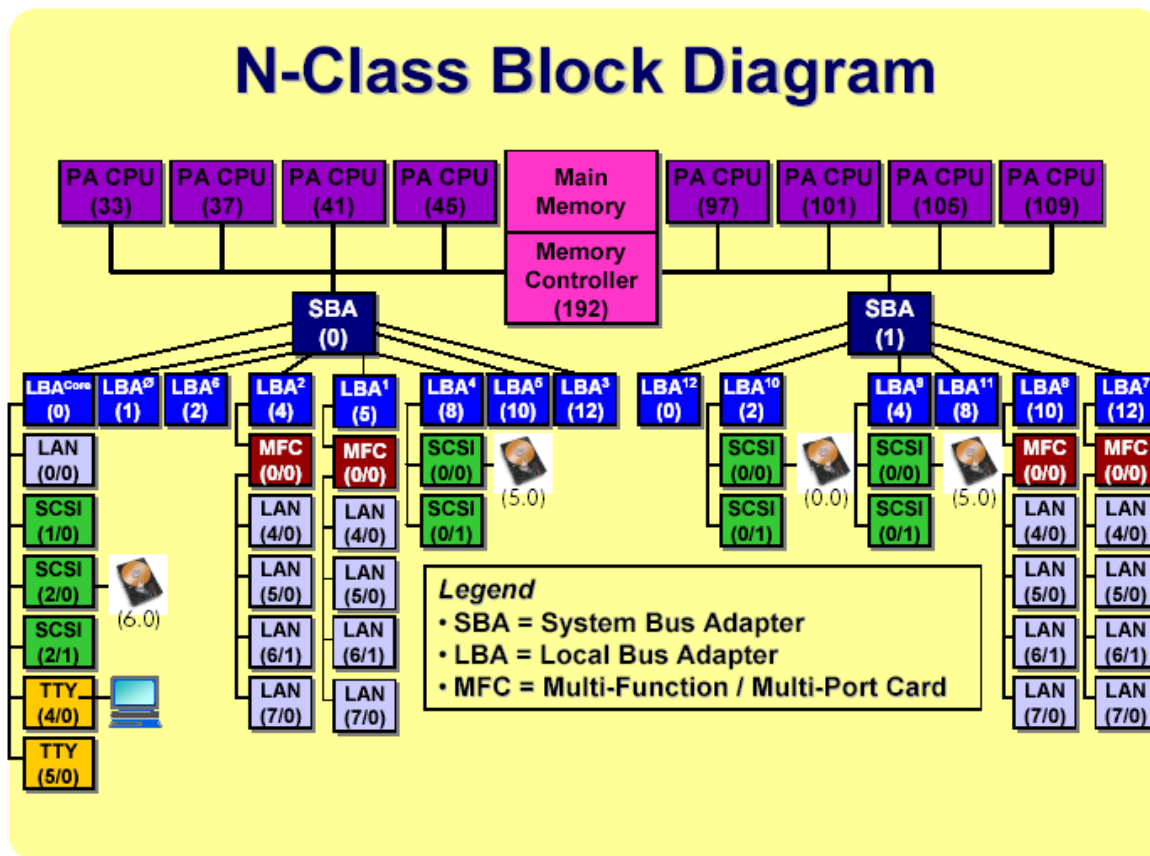 N-Class Block Diagram
PA CPU
(33)
PA CPU
(37)
PA CPU
(41)
PA CPU
(45)
Main
Memory
PA CPU
(97)
PA CPU
(101)
PA CPU
(105)
PA CPU
(109)
Memory
Controller
(192)
SBA
(0)
SBA
(1)
LBACore
(0)
LBAØ
(1)
LBA6
(2)
LBA2
(4)
LBA1
(5)
LBA4
(8)
LBA5
(10)
LBA3
(12)
LBA12
(0)
LBA10
(2)
LBA9
(4)
LBA11
(8)
LBA8
(10)
LBA7
(12)
LAN
(0/0)
SCSI
(1/0)
SCSI
(2/0)
(6.0)
SCSI
(2/1)
TTY
(4/0)
TTY
(5/0)
MFC
(0/0)
LAN
(4/0)
LAN
(5/0)
LAN
(6/1)
LAN
(7/0)
MFC
(0/0)
LAN
(4/0)
LAN
(5/0)
LAN
(6/1)
LAN
(7/0)
SCSI
(0/0)
(5.0)
SCSI
(0/1)
SCSI
(0/0)
(0.0)
SCSI
(0/1)
SCSI
(0/0)
(5.0)
SCSI
(0/1)
MFC
(0/0)
LAN
(4/0)
LAN
(5/0)
LAN
(6/1)
LAN
(7/0)
MFC
(0/0)
LAN
(4/0)
LAN
(5/0)
LAN
(6/1)
LAN
(7/0)
Legend
• SBA = System Bus Adapter
• LBA = Local Bus Adapter
• MFC = Multi-Function / Multi-Port Card